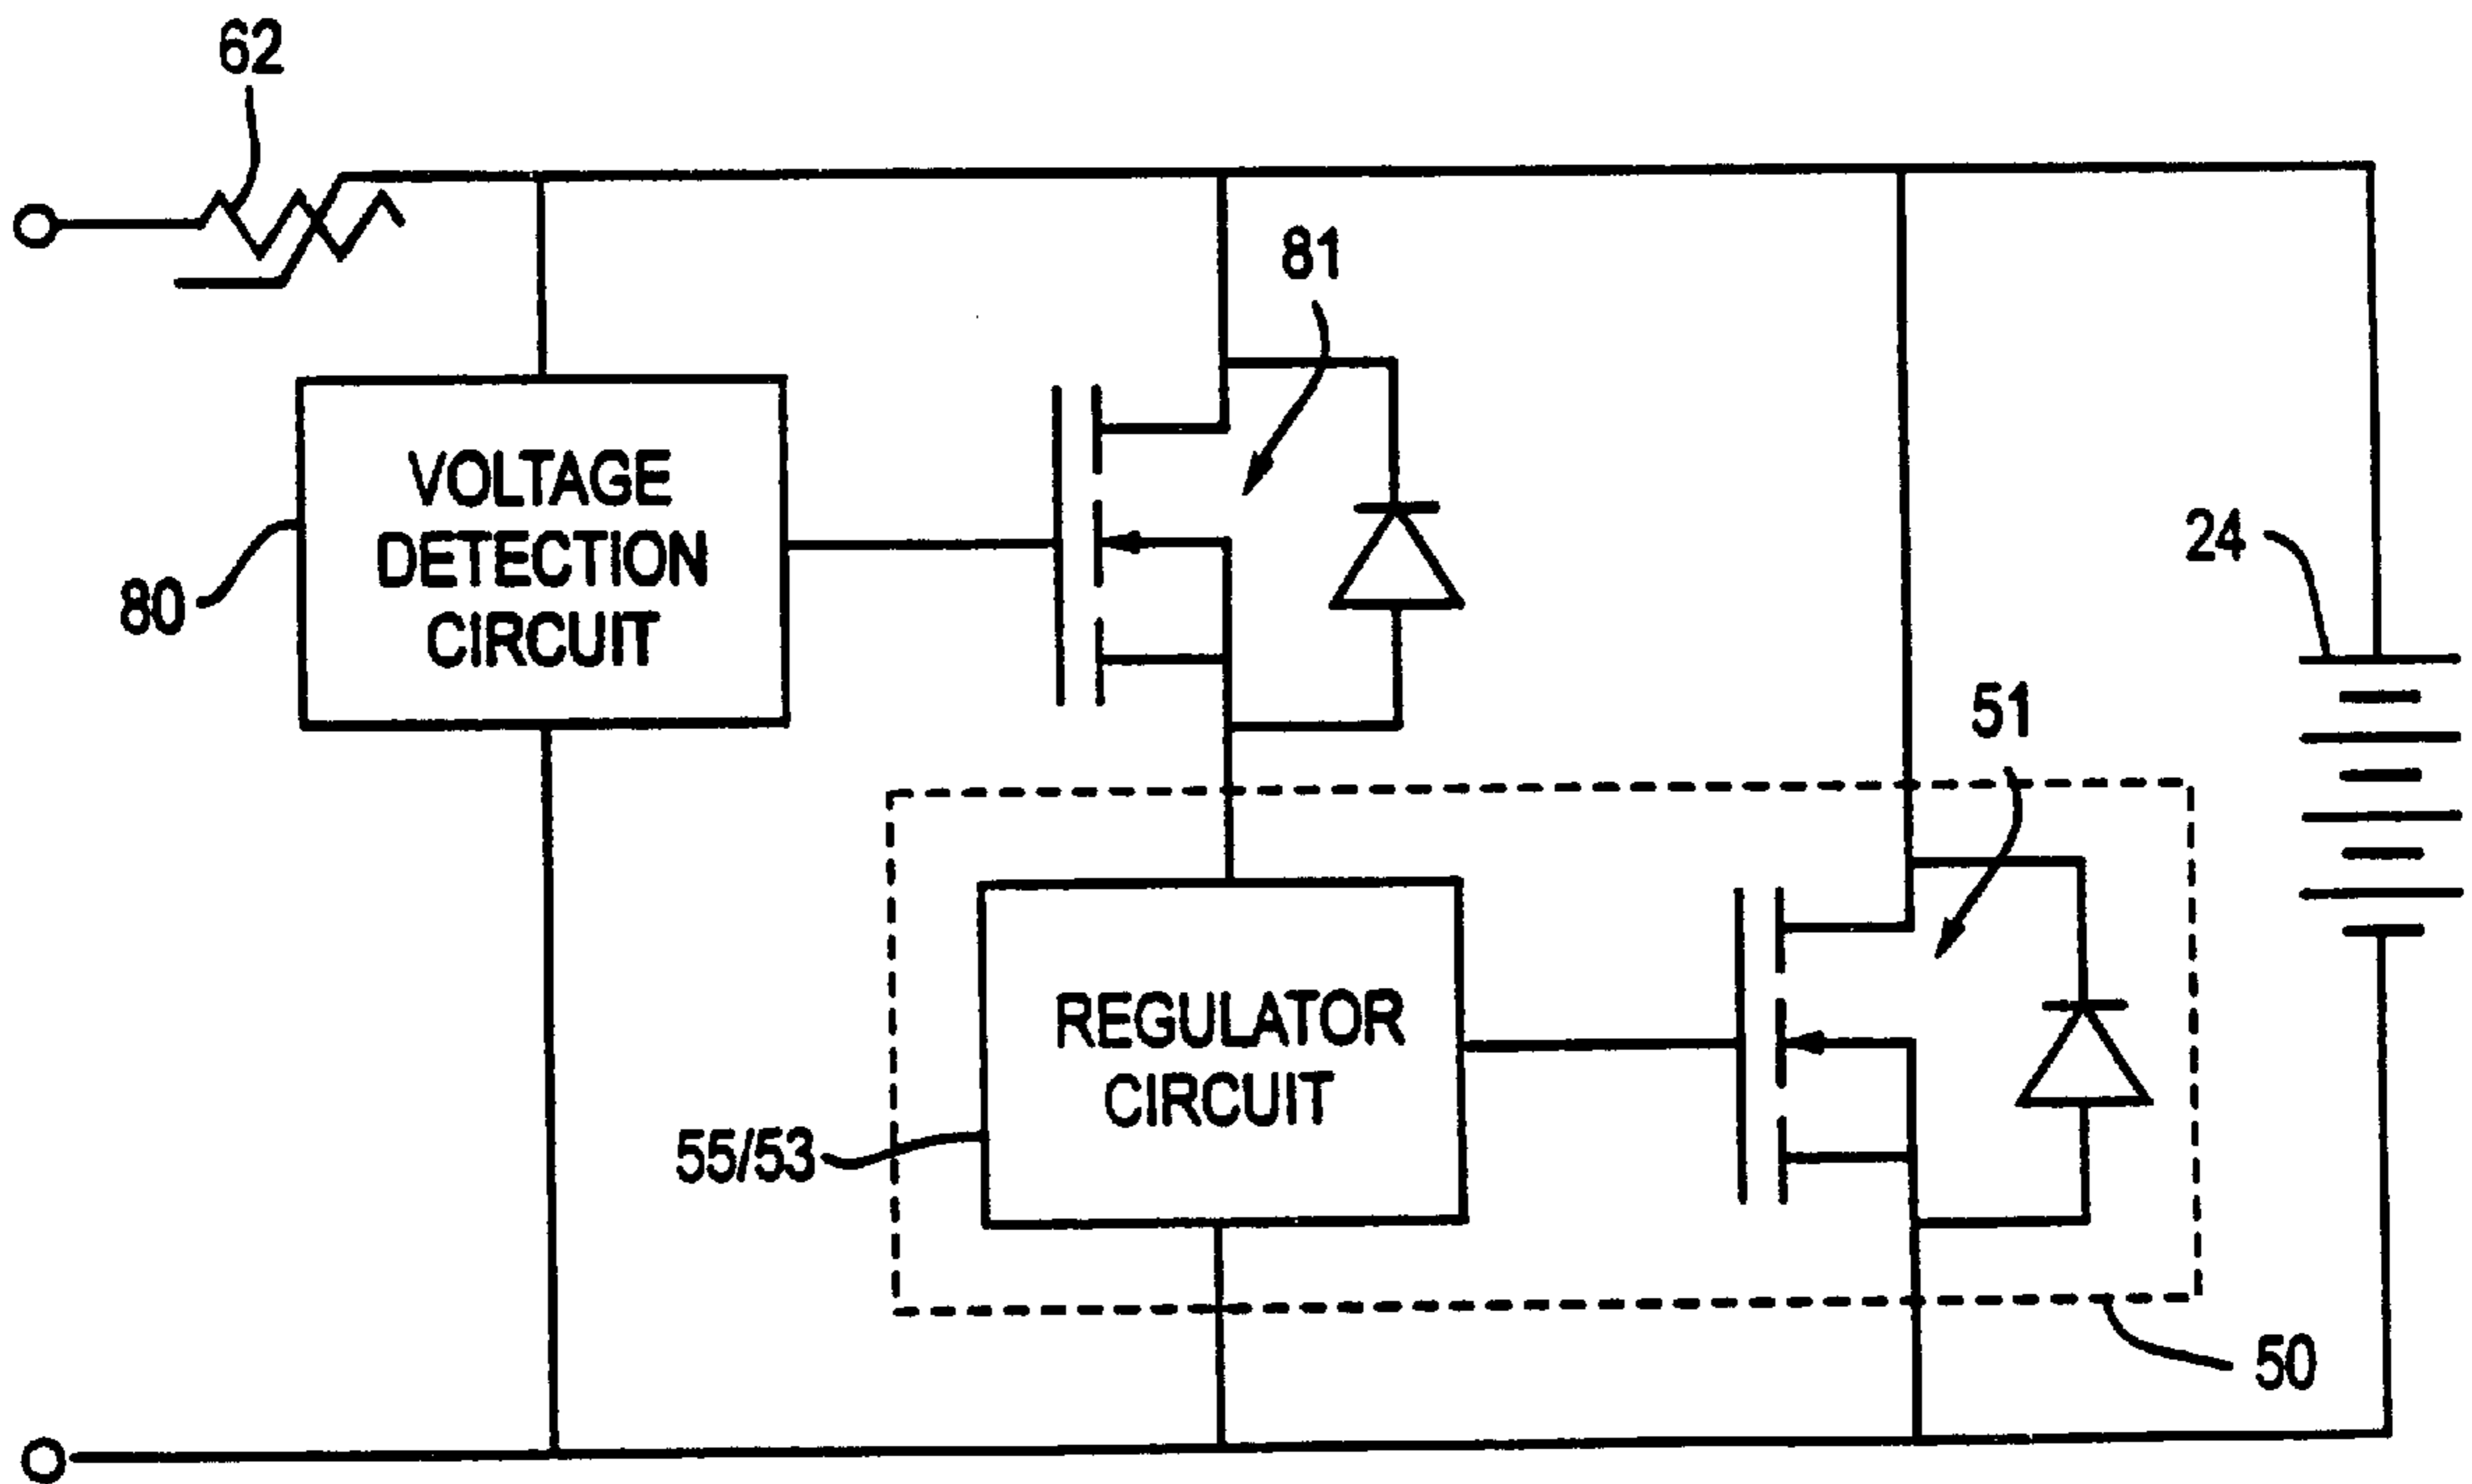 62
81
VOLTAGE
DETECTION
CIRCUIT
80
24
51
REGULATOR
CIRCUIT
55/53
50